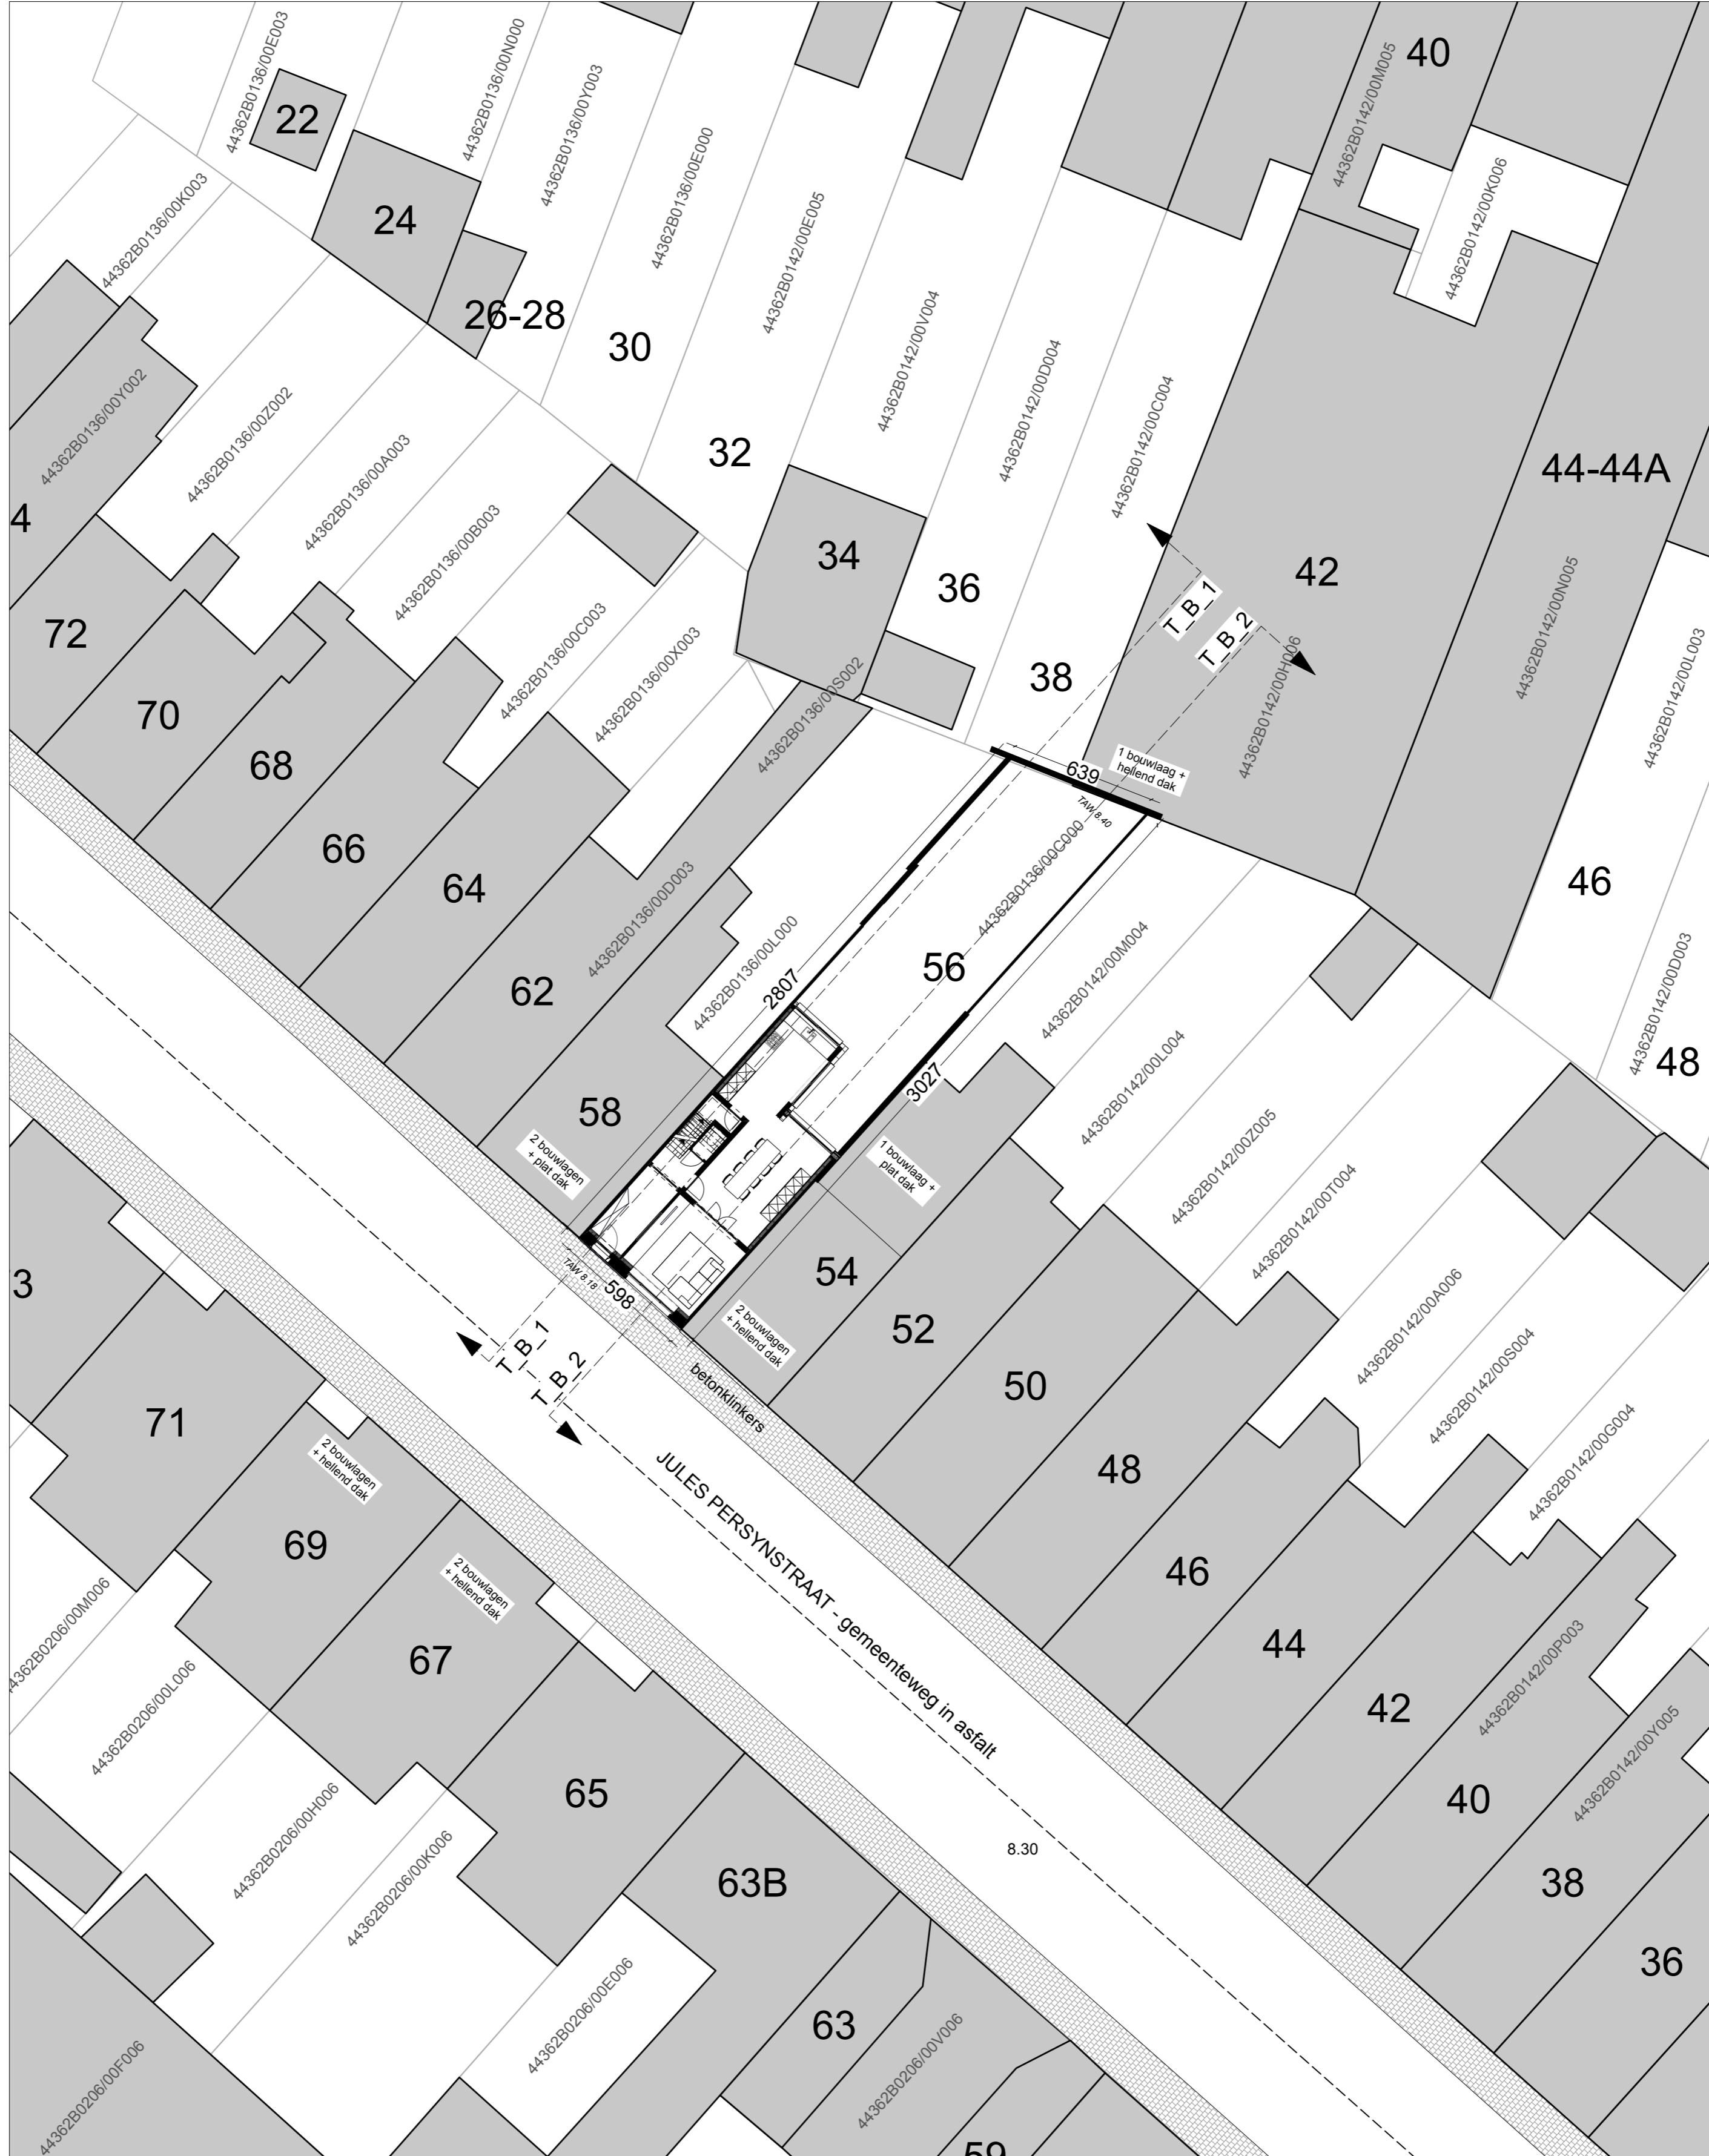 44362B0136/00E003
22
44362B0136/00N000
44362B0136/00Y003
44362B0136/00E000
44362B0142/00E005
44362B0142/00M005
40
44362B0142/00K006
44362B0136/00K003
24
26-28
30
44362B0142/00V004
44362B0142/00D004
44362B0142/00C004
44362B0136/00Y002
44362B0136/00Z002
44362B0136/00A003
44362B0136/00B003
32
34
36
38
42
44-44A
44362B0142/00N005
44362B0142/00H006
44362B0142/00L003
4
72
70
68
66
64
62
58
44362B0136/00C003
44362B0136/00X003
44362B0136/00S002
44362B0136/00D003
44362B0136/00L000
T_B_1
T_B_2
639
1 bouwlaag +
hellend dak
TAW 8.40
44362B0136/00C000
56
2807
3027
46
44362B0142/00D003
48
44362B0142/00M004
44362B0142/00L004
44362B0142/00Z005
44362B0142/00T004
44362B0142/00A006
44362B0142/00S004
44362B0142/00G004
2 bouwlagen
+ plat dak
1 bouwlaag +
plat dak
TAW 8.18
598
54
2 bouwlagen
+ hellend dak
52
50
48
46
44
42
40
38
36
44362B0142/00P003
44362B0142/00Y005
T_B_1
T_B_2
betonklinkers
JULES PERSYNSTRAAT - gemeenteweg in asfalt
8.30
3
71
2 bouwlagen
+ hellend dak
69
2 bouwlagen
+ hellend dak
67
65
63B
63
59
44362B0206/00M006
44362B0206/00L006
44362B0206/00H006
44362B0206/00K006
44362B0206/00E006
44362B0206/00V006
44362B0206/00F006